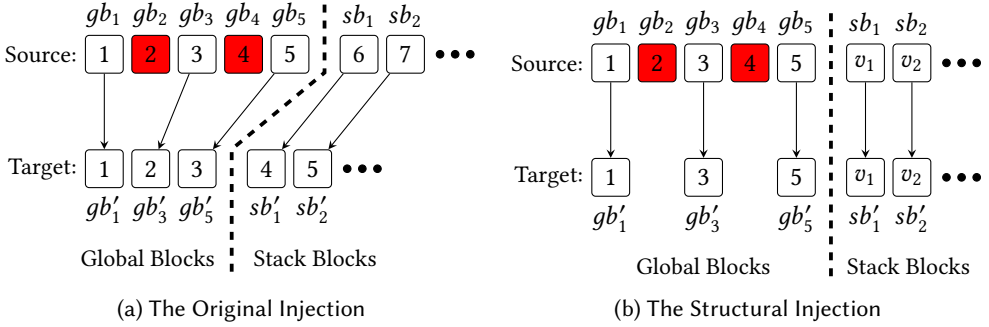 gb₁ gb₂ gb₃ gb₄ gb₅ sb₁ sb₂
Source: 1 2 3 4 5 6 7 •••
Target: 1 2 3 4 5 •••
gb′₁ gb′₃ gb′₅ sb′₁ sb′₂
Global Blocks Stack Blocks
(a) The Original Injection
gb₁ gb₂ gb₃ gb₄ gb₅ sb₁ sb₂
Source: 1 2 3 4 5 v₁ v₂ •••
Target: 1 3 5 v₁ v₂ •••
gb′₁ gb′₃ gb′₅ sb′₁ sb′₂
Global Blocks Stack Blocks
(b) The Structural Injection